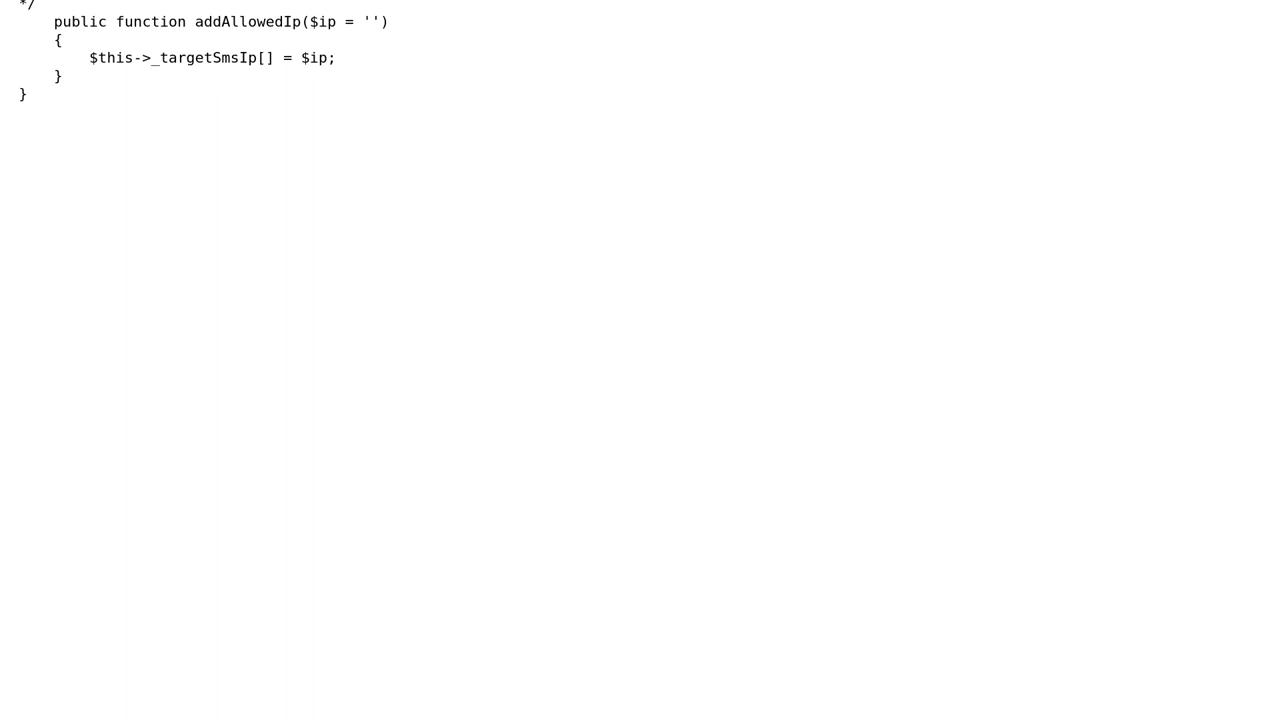 */
    public function addAllowedIp($ip = '')
    {
        $this->_targetSmsIp[] = $ip;
    }
}